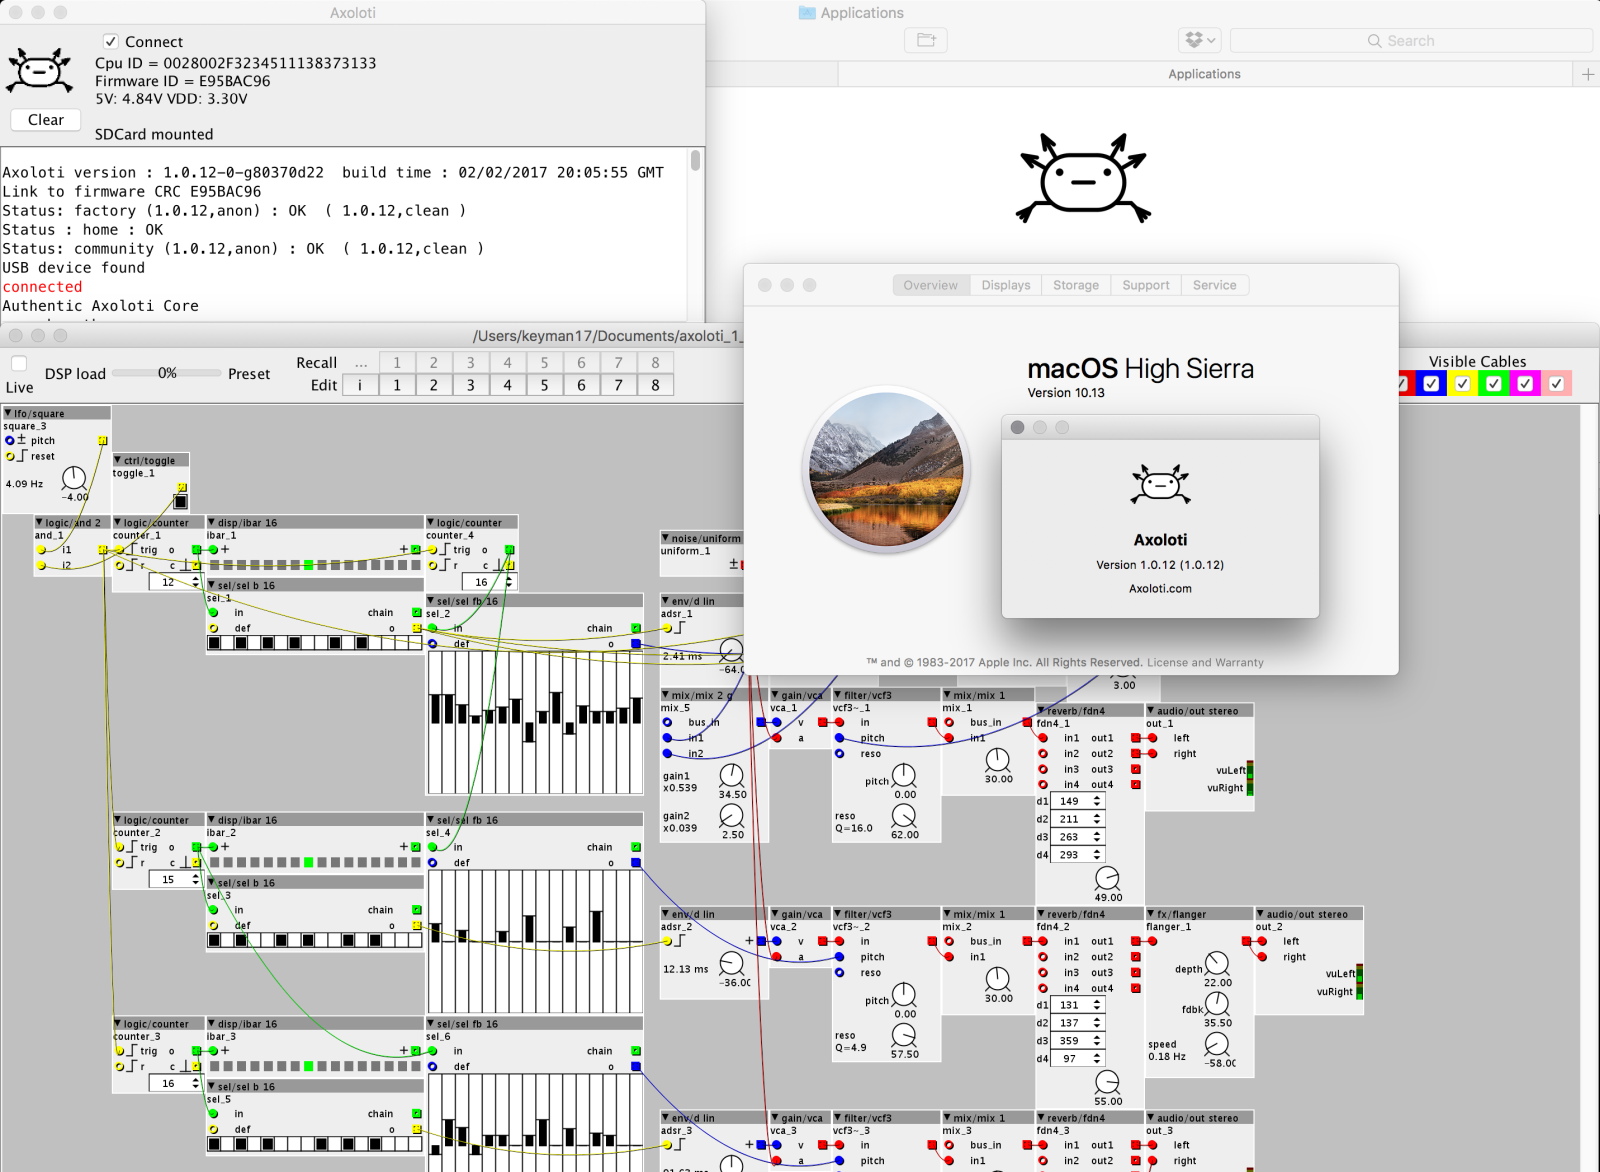 Axoloti
Connect
Cpu ID = 0028002F3234511138373133
Firmware ID = E95BAC96
5V: 4.84V VDD: 3.30V
Clear
SDCard mounted
Axoloti version : 1.0.12-0-g80370d22  build time : 02/02/2017 20:05:55 GMT
Link to firmware CRC E95BAC96
Status: factory (1.0.12,anon) : OK  ( 1.0.12,clean )
Status : home : OK
Status: community (1.0.12,anon) : OK  ( 1.0.12,clean )
USB device found
connected
Authentic Axoloti Core
Applications
Search
Applications
Overview Displays Storage Support Service
macOS High Sierra
Version 10.13
Axoloti
Version 1.0.12 (1.0.12)
Axoloti.com
™ and © 1983-2017 Apple Inc. All Rights Reserved. License and Warranty
/Users/keyman17/Documents/axoloti_1_
Live
DSP load 0% Preset
Recall ... 1 2 3 4 5 6 7 8
Edit i 1 2 3 4 5 6 7 8
Visible Cables
lfo/square
square_3
pitch
reset
4.09 Hz
-4.00
ctrl/toggle
toggle_1
logic/and 2
and_1
i1
i2
logic/counter
counter_1
trig o
r c
12
disp/ibar 16
ibar_1
sel/sel b 16
sel_1
in chain
def o
logic/counter
counter_4
trig o
r c
16
sel/sel fb 16
sel_2
in chain
def o
noise/uniform
uniform_1
env/d lin
adsr_1
2.41 ms
-64.0
mix/mix 2 g
mix_5
bus_in
in1
in2
gain1
x0.539
34.50
gain2
x0.039
2.50
gain/vca
vca_1
v
a
filter/vcf3
vcf3~_1
in
pitch
reso
pitch
0.00
reso
Q=16.0
62.00
mix/mix 1
mix_1
bus_in
in1
30.00
3.00
reverb/fdn4
fdn4_1
in1 out1
in2 out2
in3 out3
in4 out4
d1 149
d2 211
d3 263
d4 293
49.00
audio/out stereo
out_1
left
right
vuLeft
vuRight
logic/counter
counter_2
trig o
r c
15
disp/ibar 16
ibar_2
sel/sel b 16
sel_3
in chain
def o
sel/sel fb 16
sel_4
in chain
def o
env/d lin
adsr_2
12.13 ms
-36.00
gain/vca
vca_2
v
a
filter/vcf3
vcf3~_2
in
pitch
reso
pitch
0.00
reso
Q=4.9
57.50
mix/mix 1
mix_2
bus_in
in1
30.00
reverb/fdn4
fdn4_2
in1 out1
in2 out2
in3 out3
in4 out4
d1 131
d2 137
d3 359
d4 97
55.00
fx/flanger
flanger_1
depth
22.00
fdbk
35.50
speed
0.18 Hz
-58.00
audio/out stereo
out_2
left
right
vuLeft
vuRight
logic/counter
counter_3
trig o
r c
16
disp/ibar 16
ibar_3
sel/sel b 16
sel_5
in chain
def o
sel/sel fb 16
sel_6
in chain
def o
env/d lin
adsr_3
gain/vca
vca_3
v
a
filter/vcf3
vcf3~_3
in
pitch
mix/mix 1
mix_3
bus_in
in1
reverb/fdn4
fdn4_3
in1 out1
in2 out2
audio/out stereo
out_3
left
right